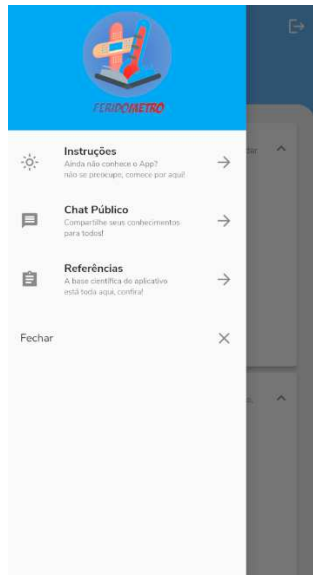 FERIDÔMETRO
Instruções
Ainda não conhece o App?
não se preocupe, comece por aqui!
Chat Público
Compartilhe seus conhecimentos
para todos!
Referências
A base científica do aplicativo
está toda aqui, confira!
Fechar